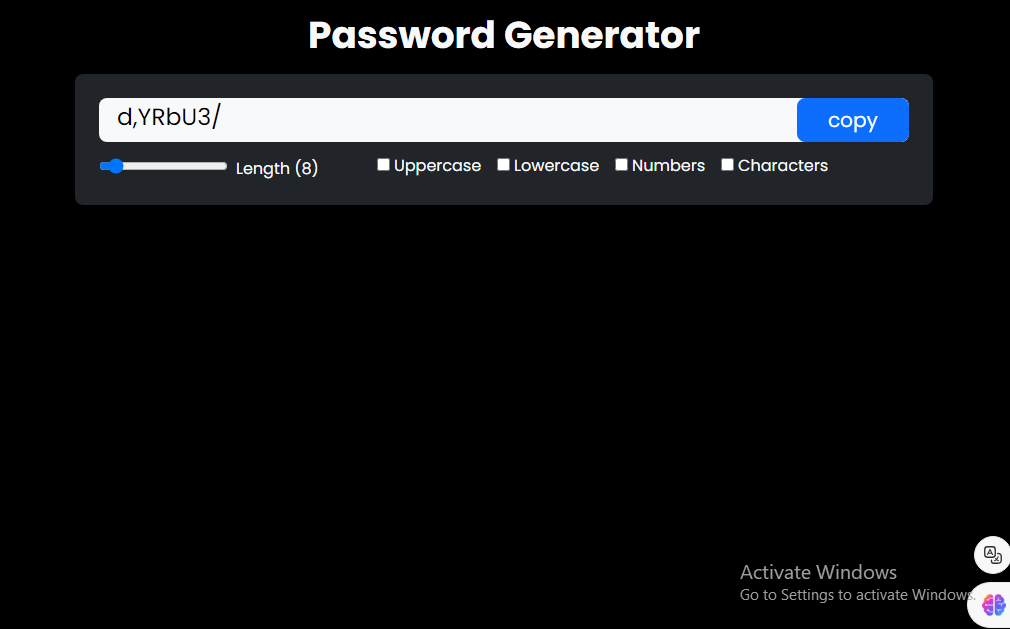 Password Generator
d,YRbU3/
copy
Length (8)
Uppercase Lowercase Numbers Characters
Activate Windows
Go to Settings to activate Windows.